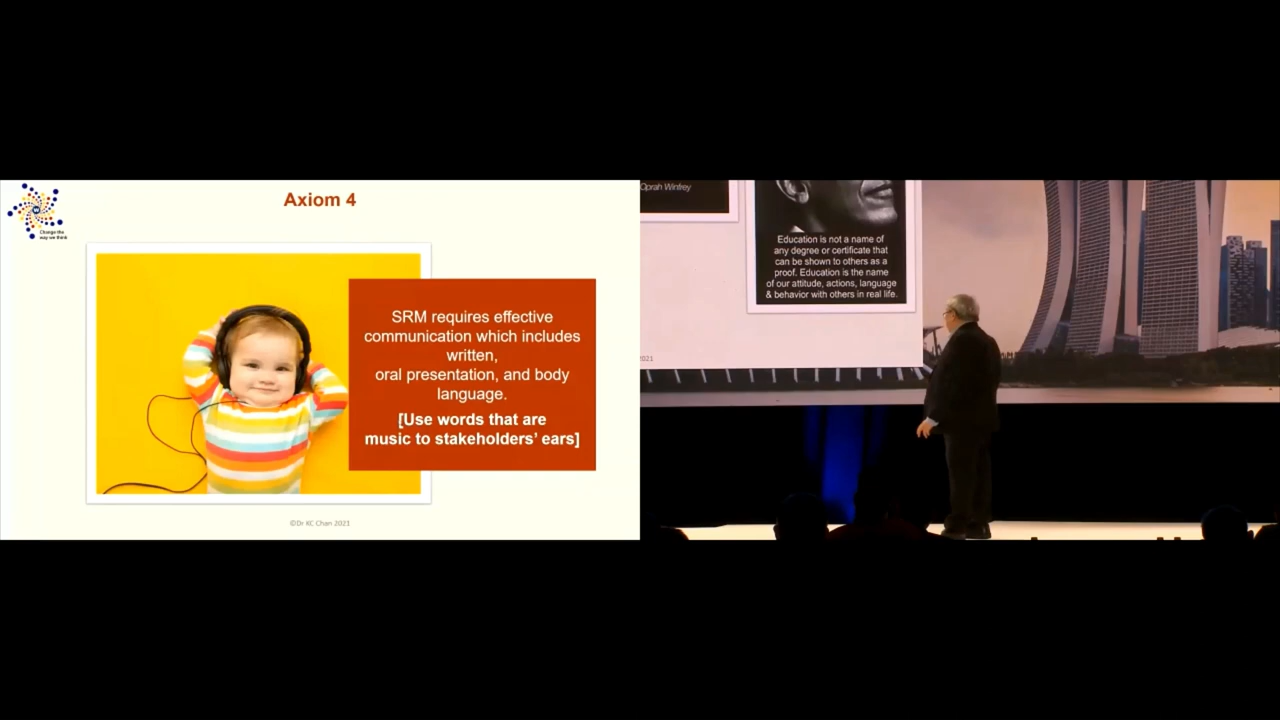 Change the
way we think
Axiom 4
SRM requires effective
communication which includes
written,
oral presentation, and body
language.
[Use words that are
music to stakeholders’ ears]
©Dr KC Chan 2021
Oprah Winfrey
Education is not a name of
any degree or certificate that
can be shown to others as a
proof. Education is the name
of our attitude, actions, language
& behavior with others in real life.
2021